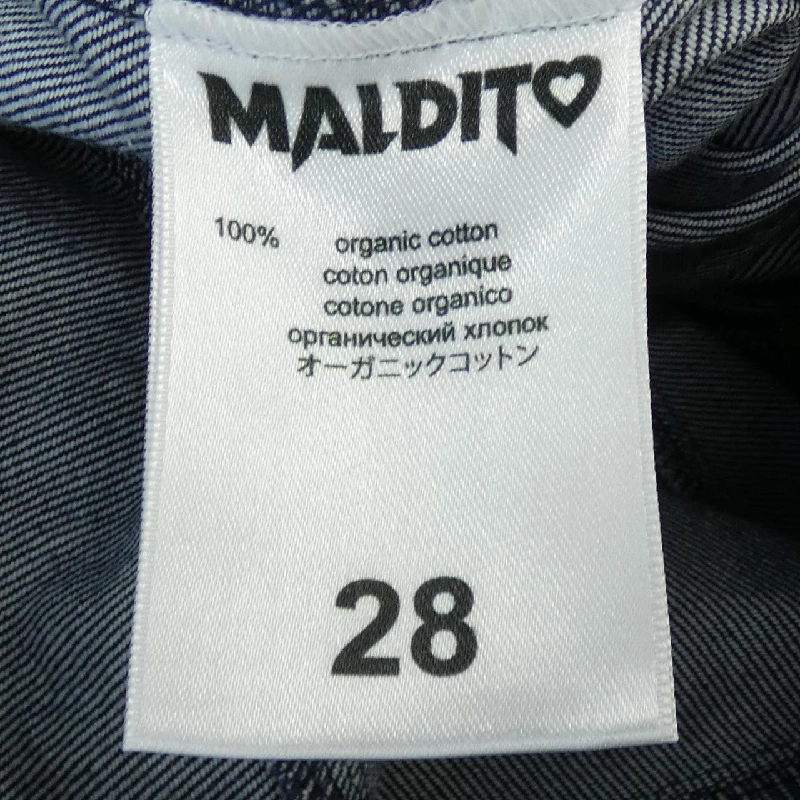 MALDITO
100% organic cotton
coton organique
cotone organico
органический хлопок
オーガニックコットン
28